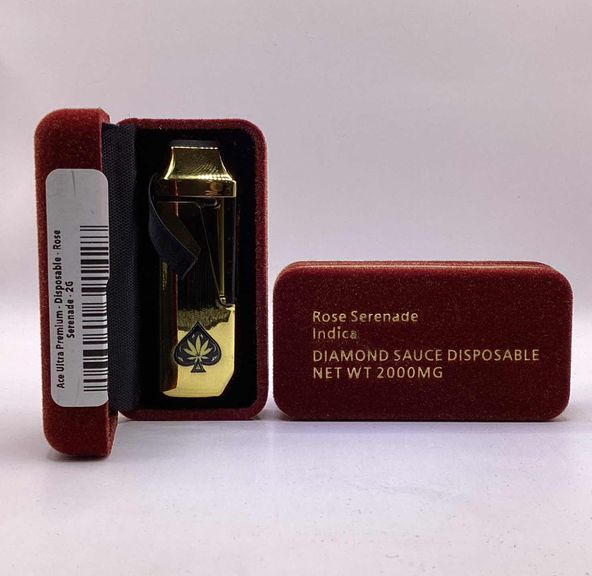 Ace Ultra Premium - Disposable - Rose
Serenade - 2G
Rose Serenade
Indica
DIAMOND SAUCE DISPOSABLE
NET WT 2000MG